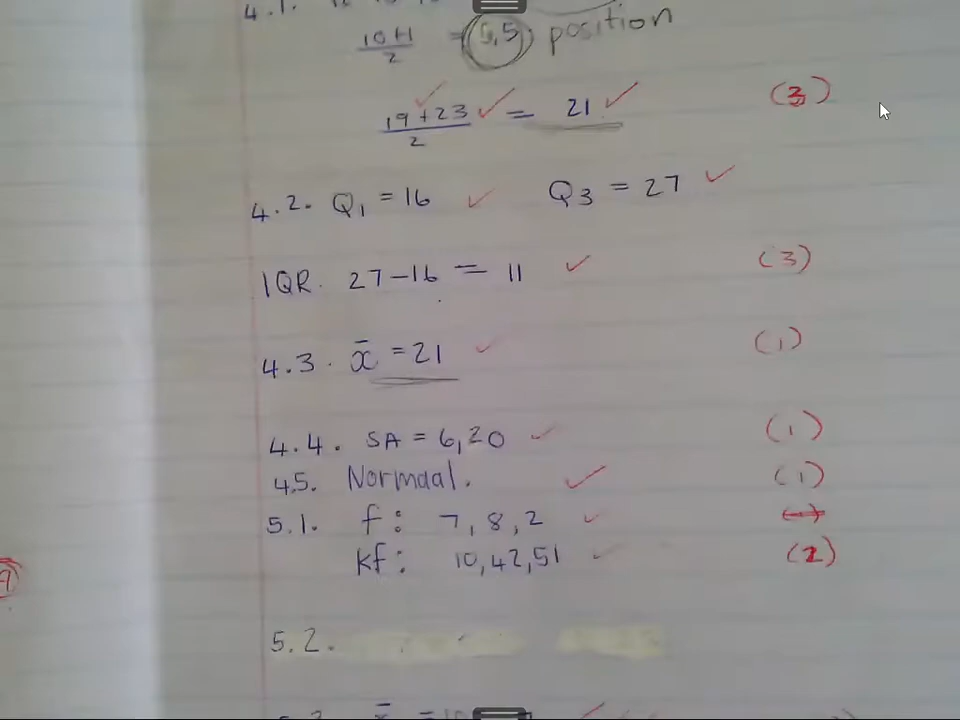 4.1.
10+1/2 = 5,5 position
19+23/2 = 21 (3)
4.2. Q1 = 16 Q3 = 27
IQR. 27-16 = 11 (3)
4.3. x̄ = 21 (1)
4.4. SA = 6,20 (1)
4.5. Normaal. (1)
5.1. f: 7, 8, 2
kf: 10, 42, 51 (2)
5.2.